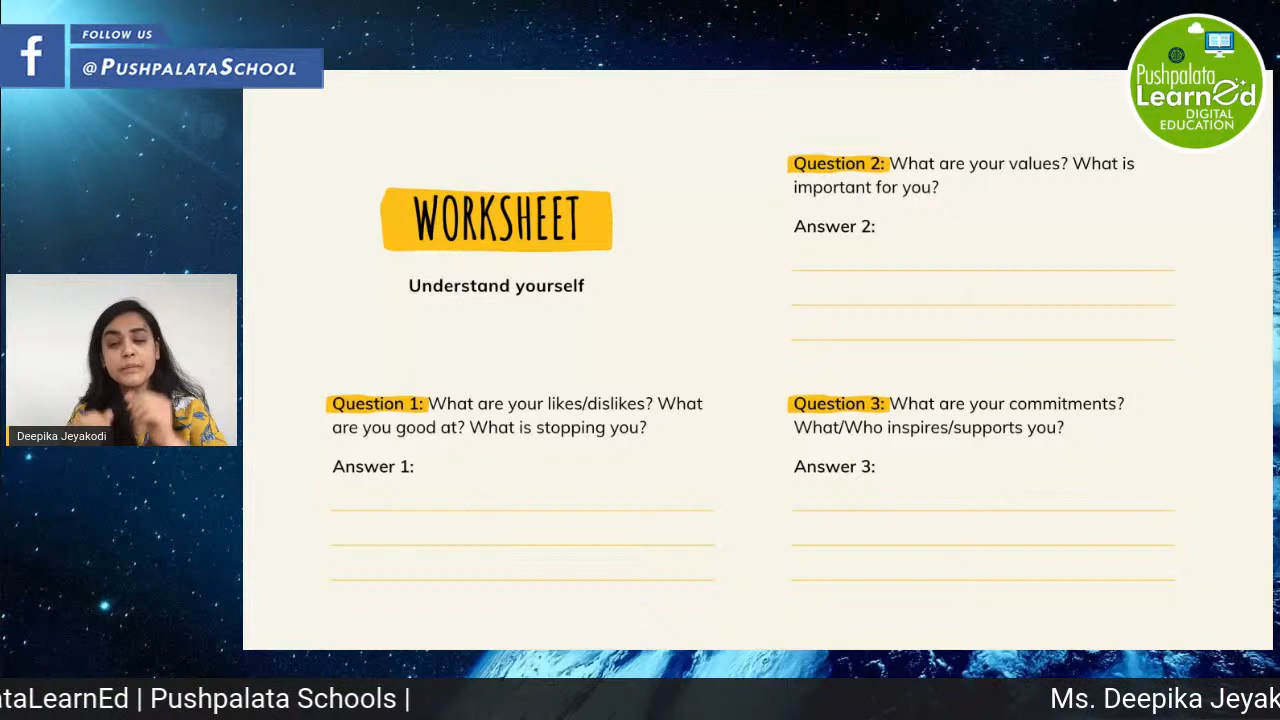 FOLLOW US
@PUSHPALATASCHOOL
Pushpalata
LearnEd
DIGITAL
EDUCATION
WORKSHEET
Understand yourself
Question 1: What are your likes/dislikes? What
are you good at? What is stopping you?
Answer 1:
Question 2: What are your values? What is
important for you?
Answer 2:
Question 3: What are your commitments?
What/Who inspires/supports you?
Answer 3:
Deepika Jeyakodi
ataLearnEd | Pushpalata Schools |
Ms. Deepika Jeyak